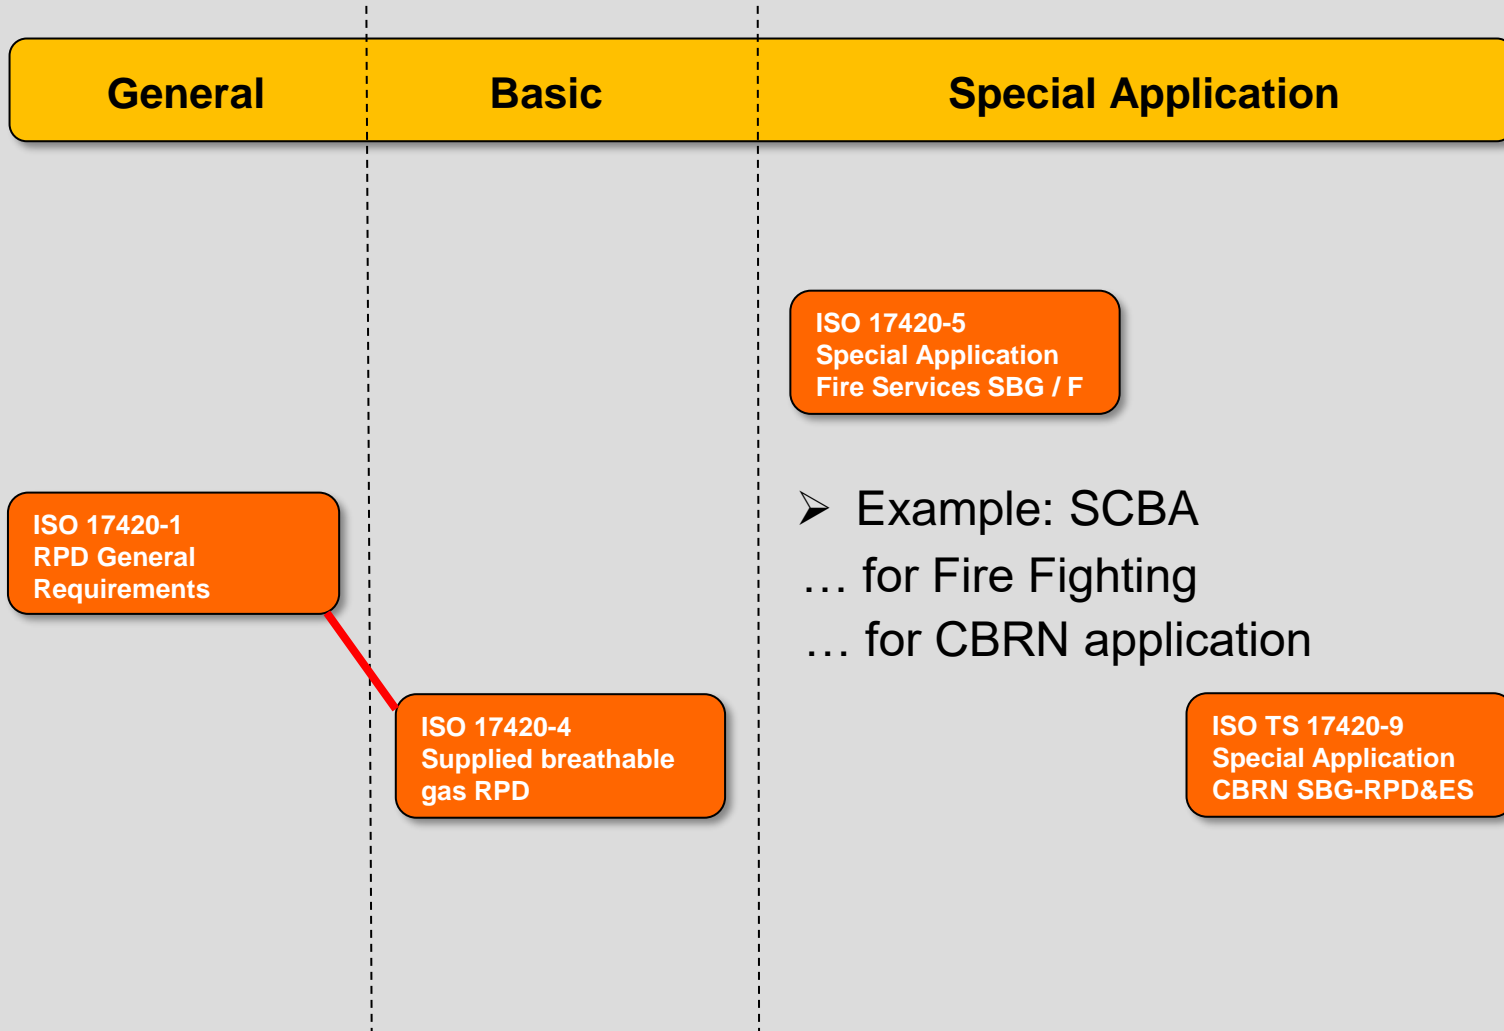 General
Basic
Special Application
ISO 17420-5
Special Application
Fire Services SBG / F
ISO 17420-1
RPD General
Requirements
➢ Example: SCBA
… for Fire Fighting
… for CBRN application
ISO 17420-4
Supplied breathable
gas RPD
ISO TS 17420-9
Special Application
CBRN SBG-RPD&ES